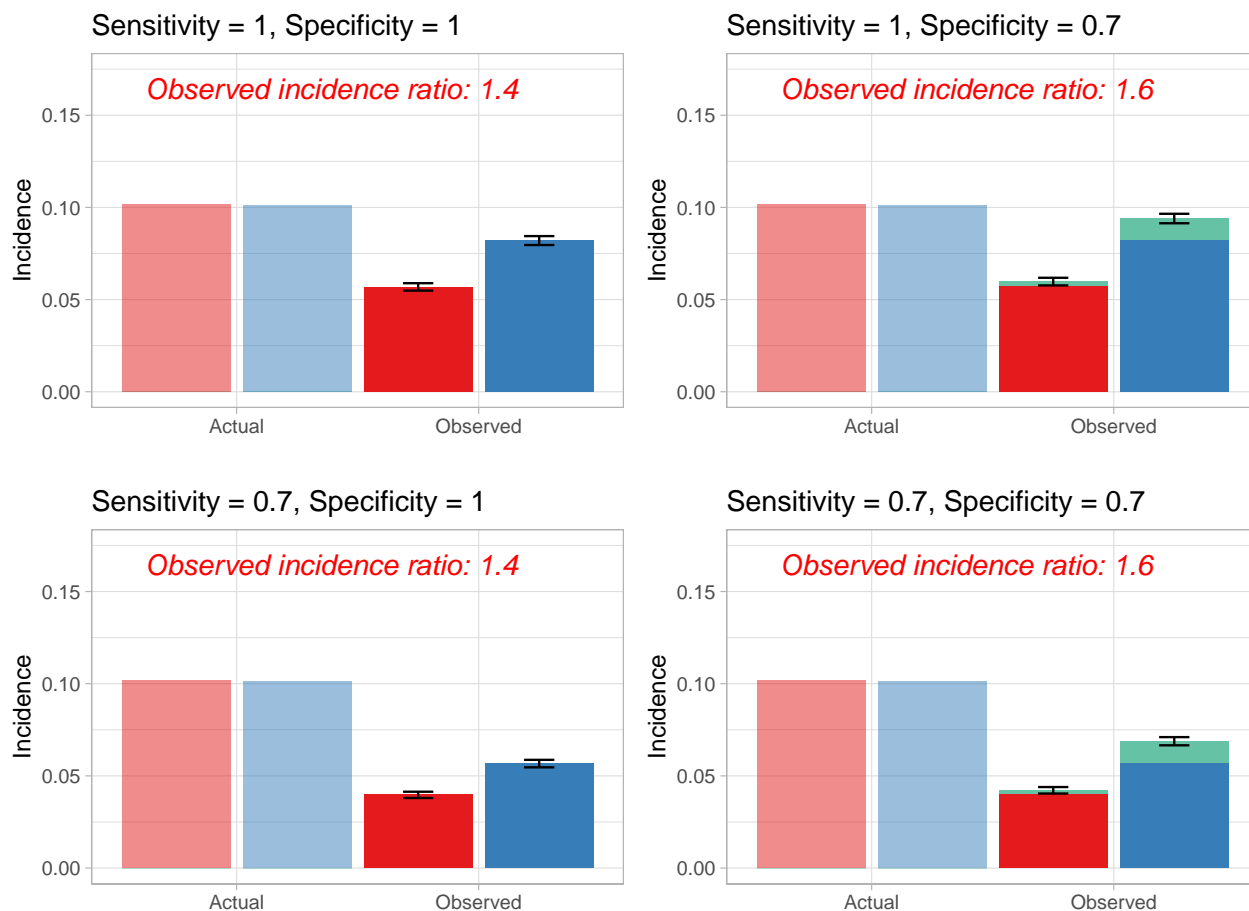 Sensitivity = 1, Specificity = 1
Observed incidence ratio: 1.4
0.15
0.10
0.05
0.00
Incidence
Actual
Observed
Sensitivity = 1, Specificity = 0.7
Observed incidence ratio: 1.6
0.15
0.10
0.05
0.00
Incidence
Actual
Observed
Sensitivity = 0.7, Specificity = 1
Observed incidence ratio: 1.4
0.15
0.10
0.05
0.00
Incidence
Actual
Observed
Sensitivity = 0.7, Specificity = 0.7
Observed incidence ratio: 1.6
0.15
0.10
0.05
0.00
Incidence
Actual
Observed